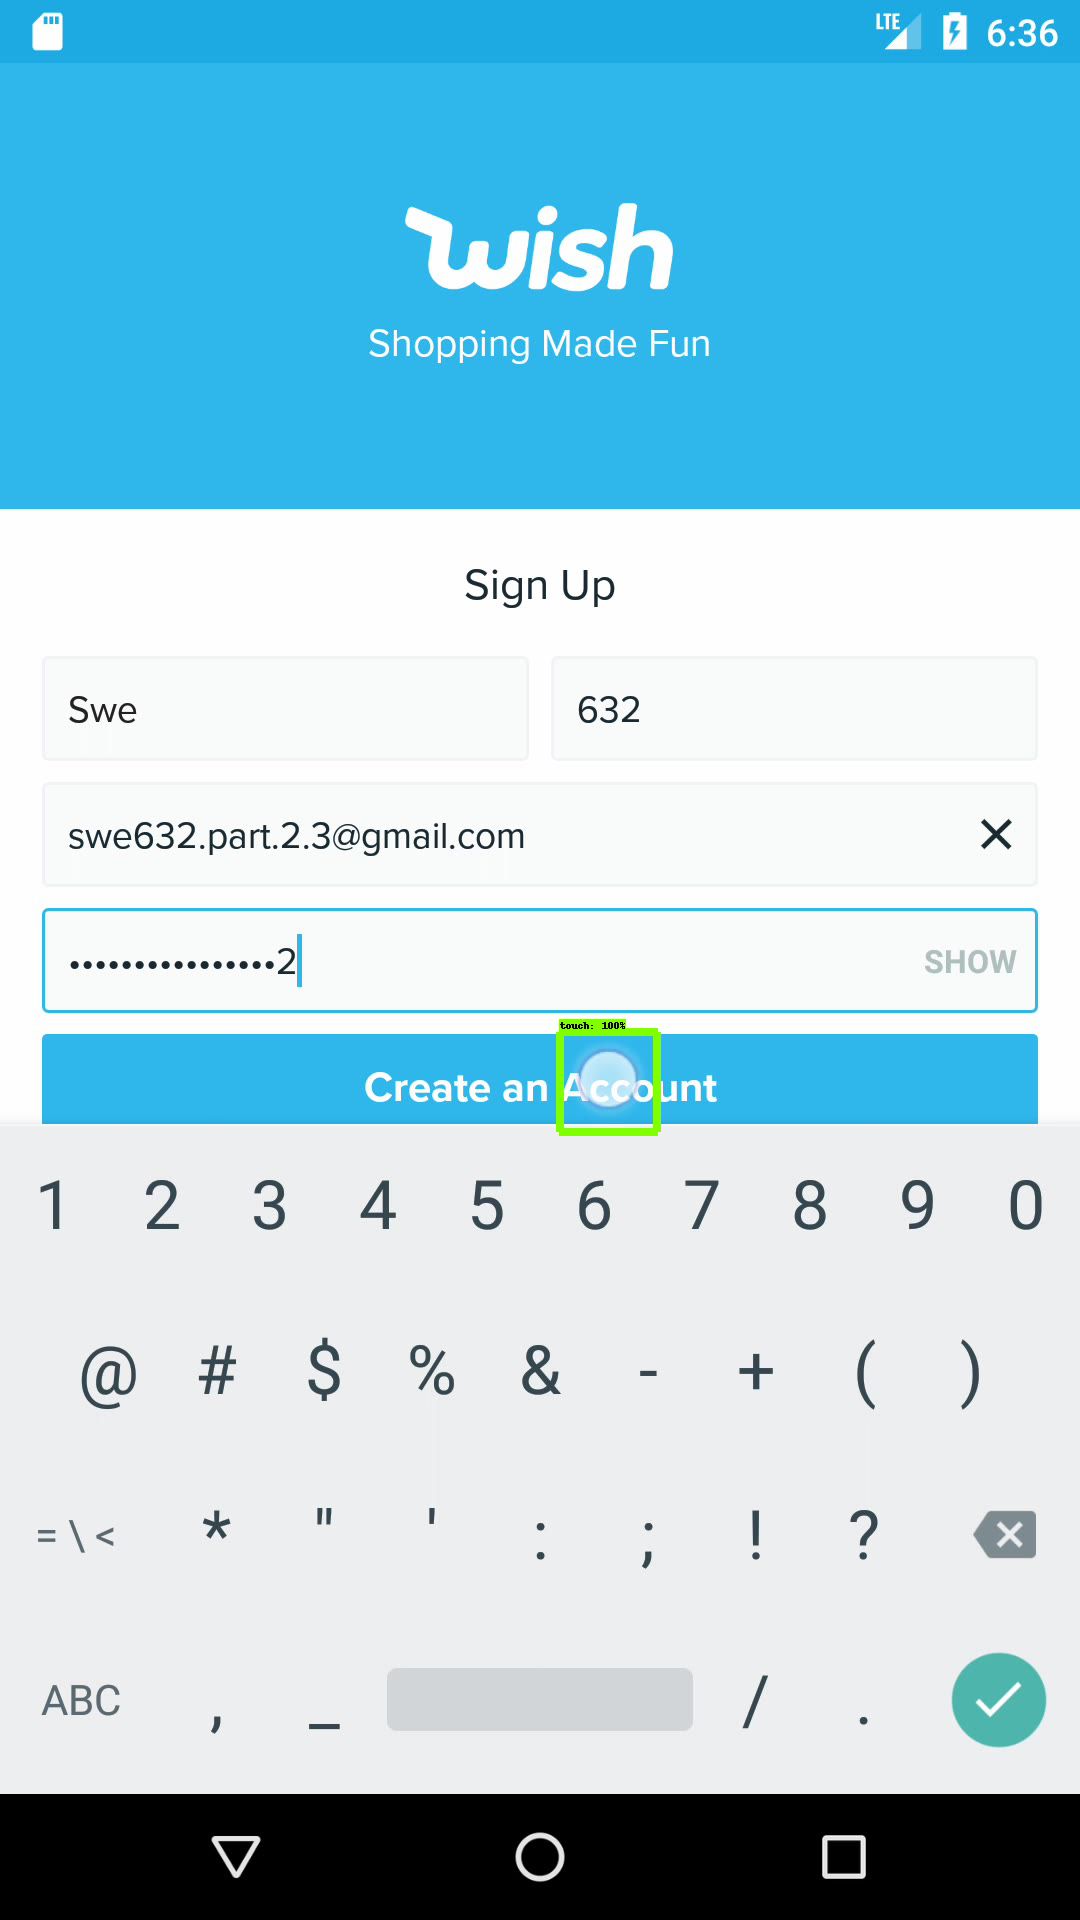 LTE 6:36
wish
Shopping Made Fun
Sign Up
Swe 632
swe632.part.2.3@gmail.com
••••••••••••••••2 SHOW
touch: 100%
Create an Account
1 2 3 4 5 6 7 8 9 0
@ # $ % & - + ( )
= \ < * " ' : ; ! ?
ABC , _ / .